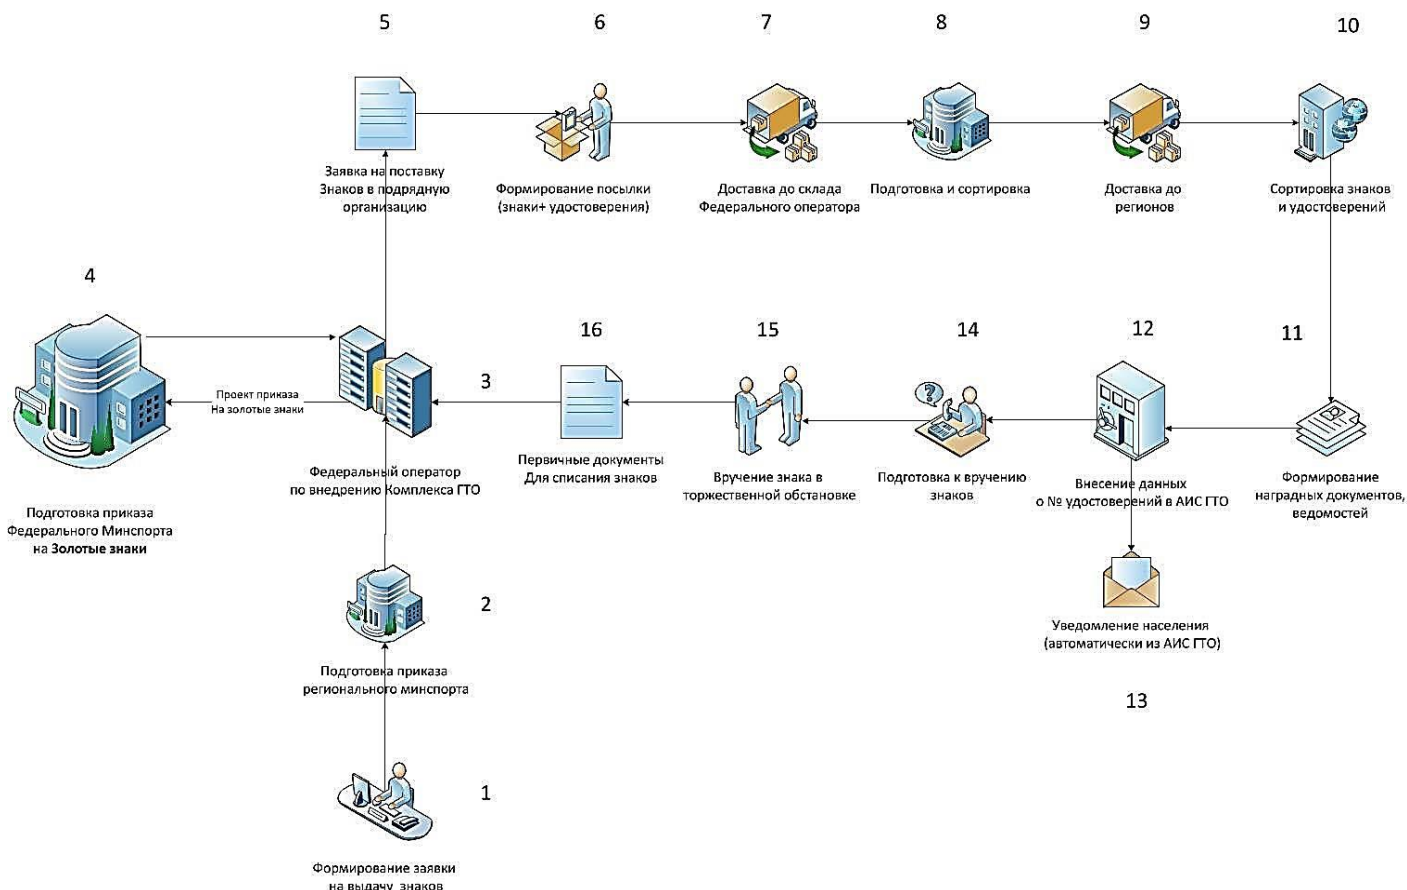 5
6
7
8
9
10
Заявка на поставку
Знаков в подрядную
организацию
Формирование посылки
(знаки+ удостоверения)
Доставка до склада
Федерального оператора
Подготовка и сортировка
Доставка до
регионов
Сортировка знаков
и удостоверений
4
16
15
14
12
11
3
Проект приказа
На золотые знаки
Федеральный оператор
по внедрению Комплекса ГТО
Первичные документы
Для списания знаков
Вручение знака в
торжественной обстановке
Подготовка к вручению
знаков
Внесение данных
о № удостоверений в АИС ГТО
Формирование
наградных документов,
ведомостей
Подготовка приказа
Федерального Минспорта
на Золотые знаки
2
Уведомление населения
(автоматически из АИС ГТО)
Подготовка приказа
регионального минспорта
13
1
Формирование заявки
на выдачу знаков